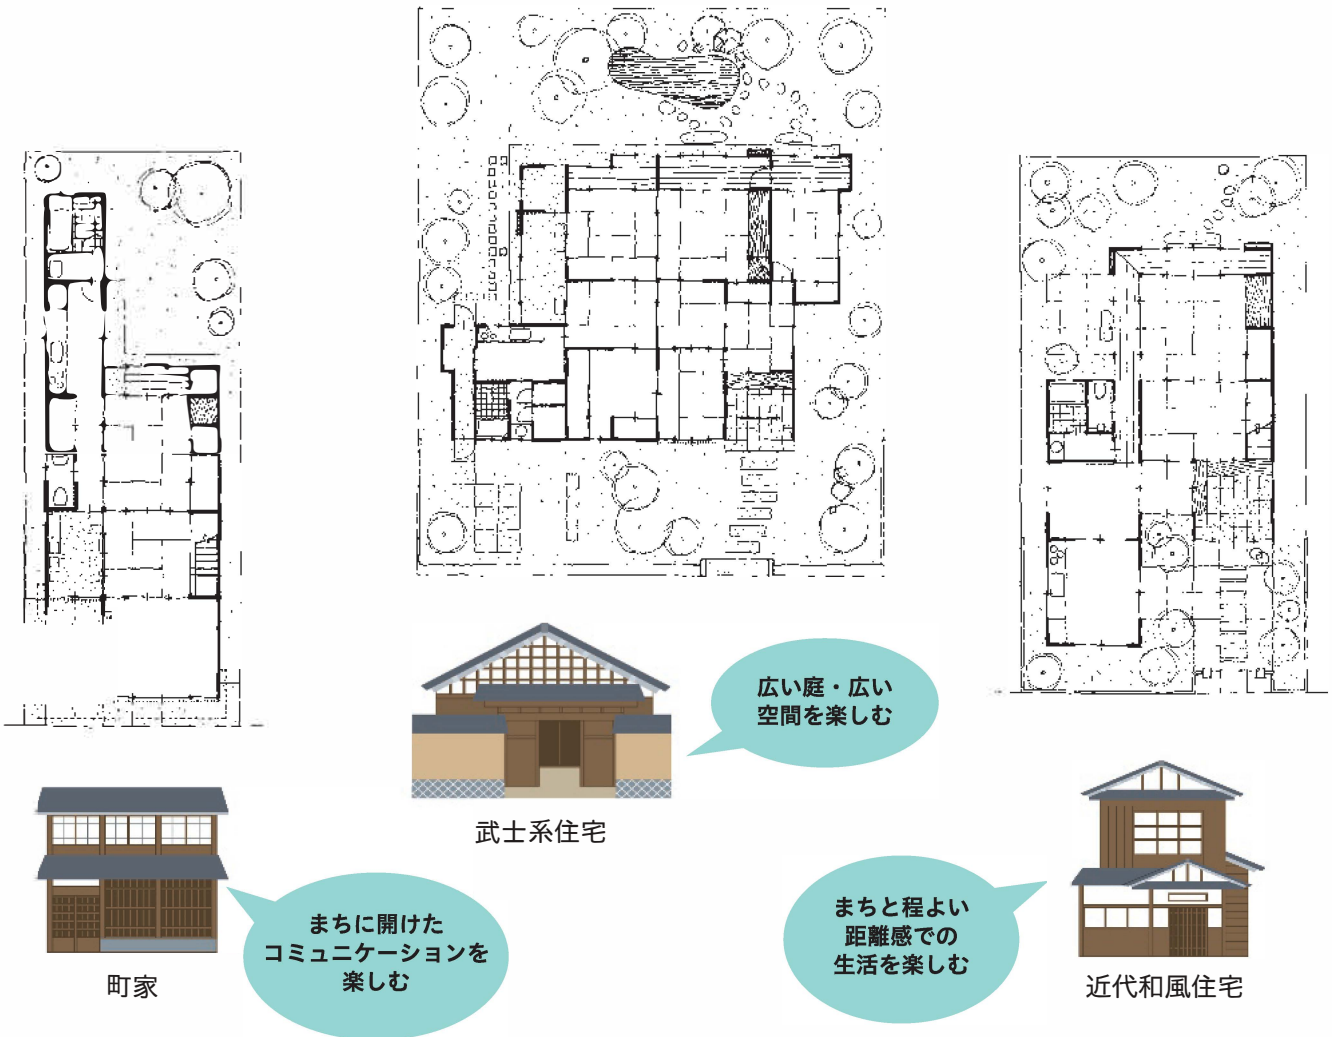 広い庭・広い
空間を楽しむ
武士系住宅
まちに開けた
コミュニケーションを
楽しむ
町家
まちと程よい
距離感での
生活を楽しむ
近代和風住宅